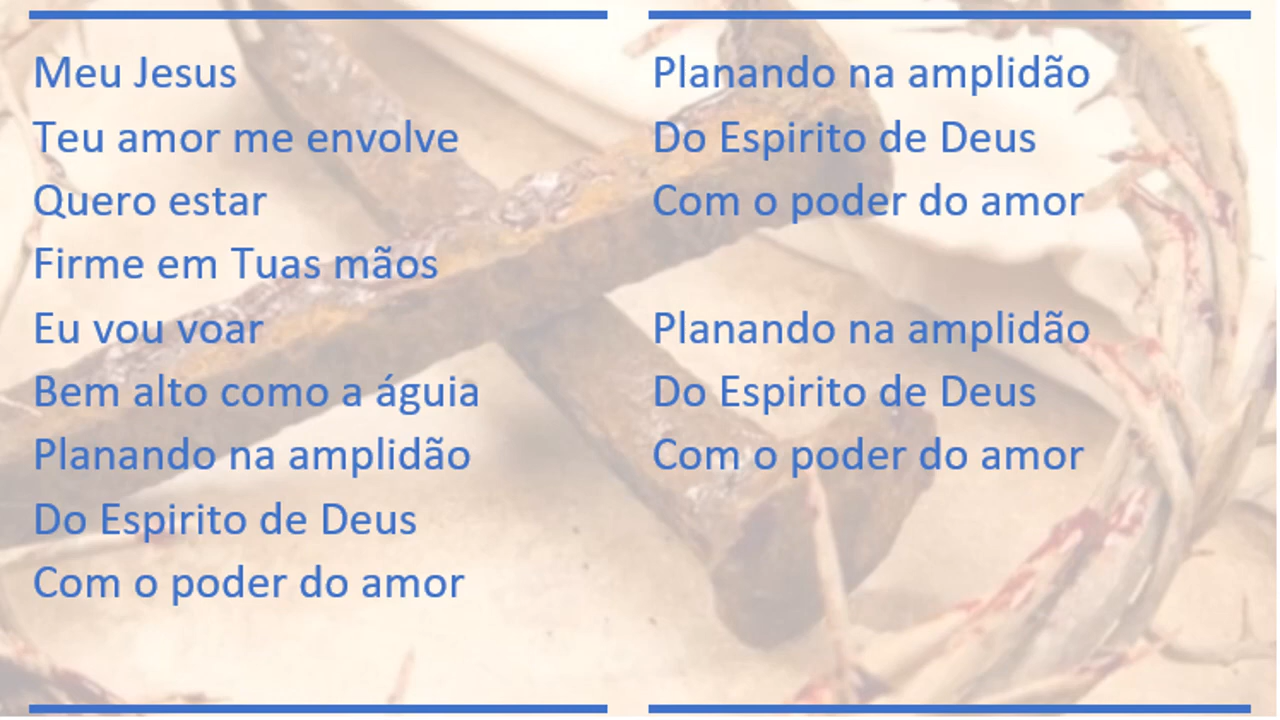 Meu Jesus
Teu amor me envolve
Quero estar
Firme em Tuas mãos
Eu vou voar
Bem alto como a águia
Planando na amplidão
Do Espirito de Deus
Com o poder do amor
Planando na amplidão
Do Espirito de Deus
Com o poder do amor
Planando na amplidão
Do Espirito de Deus
Com o poder do amor